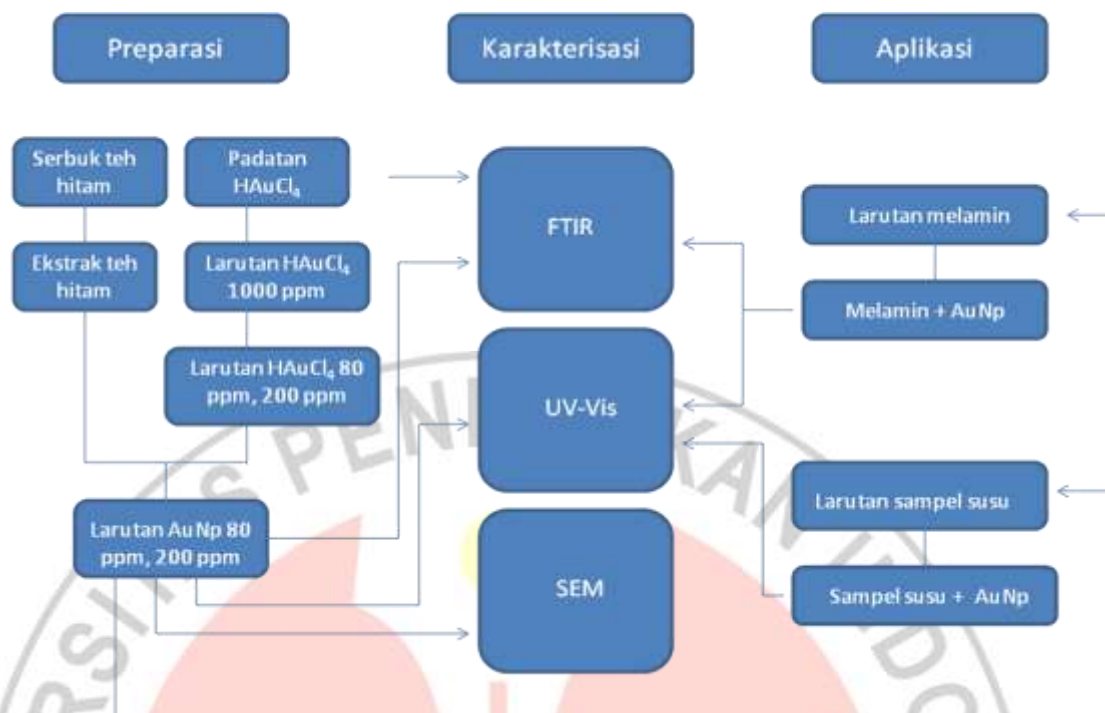 Preparasi
Karakterisasi
Aplikasi
Serbuk teh
hitam
Padatan
HAuCl₄
Ekstrak teh
hitam
Larutan HAuCl₄
1000 ppm
Larutan HAuCl₄ 80
ppm, 200 ppm
Larutan AuNp 80
ppm, 200 ppm
FTIR
UV-Vis
SEM
Larutan melamin
Melamin + AuNp
Larutan sampel susu
Sampel susu + AuNp